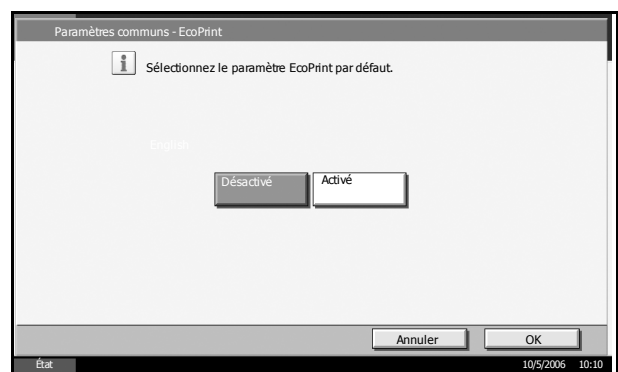 Paramètres communs - EcoPrint
i
Sélectionnez le paramètre EcoPrint par défaut.
English
Désactivé
Activé
Annuler
OK
État
10/5/2006 10:10